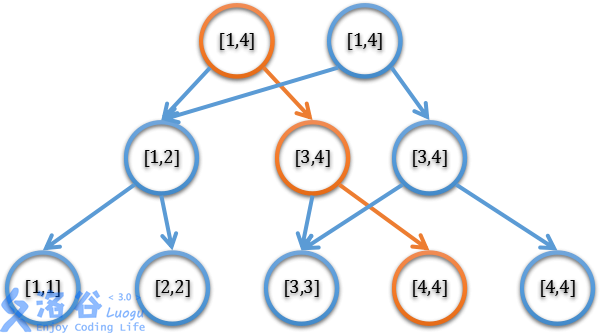 [1,4] [1,4]
[1,2] [3,4] [3,4]
[1,1] [2,2] [3,3] [4,4] [4,4]
洛谷 < 3.0 >
Luogu
Enjoy Coding Life